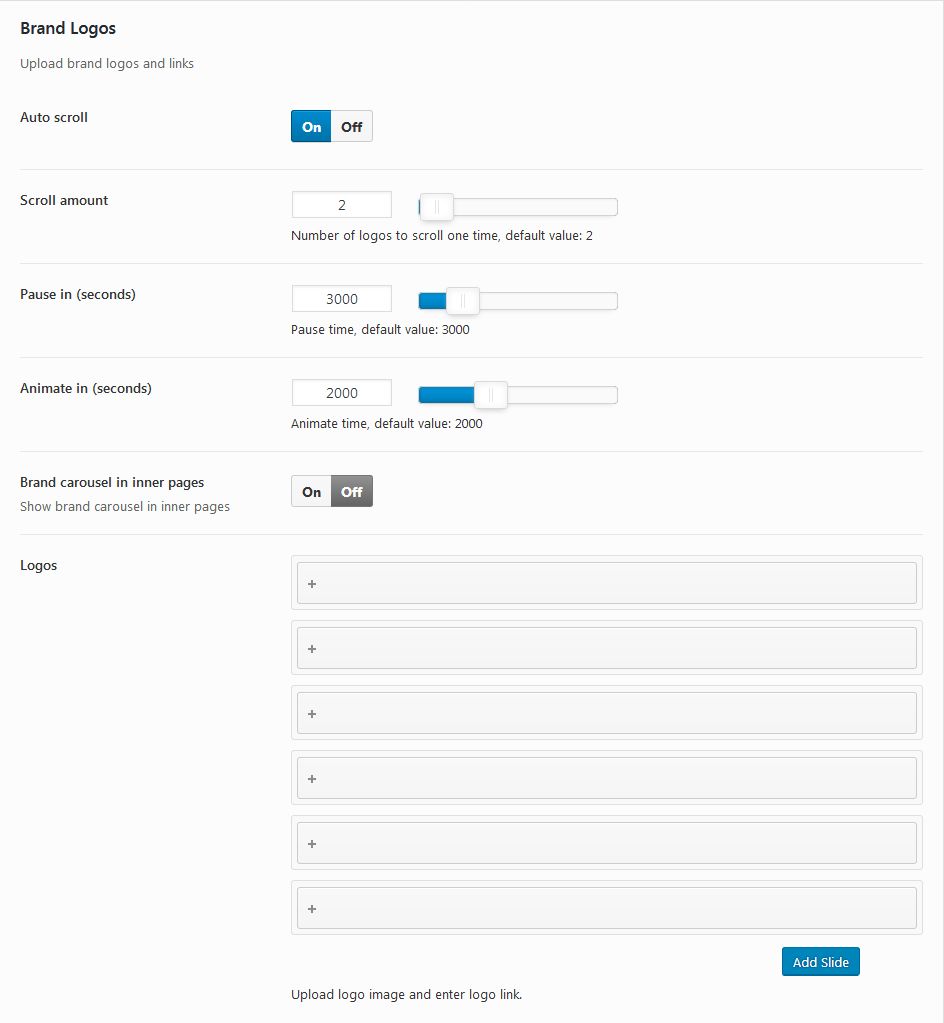 Brand Logos
Upload brand logos and links
Auto scroll
On Off
Scroll amount
2
Number of logos to scroll one time, default value: 2
Pause in (seconds)
3000
Pause time, default value: 3000
Animate in (seconds)
2000
Animate time, default value: 2000
Brand carousel in inner pages
Show brand carousel in inner pages
On Off
Logos
+
+
+
+
+
+
Add Slide
Upload logo image and enter logo link.